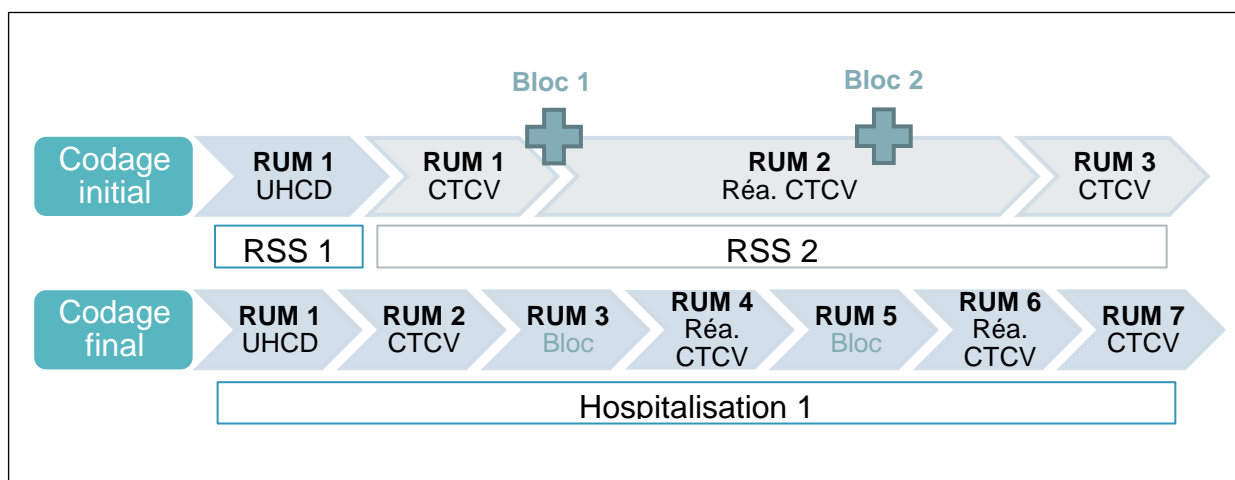 Bloc 1
Bloc 2
Codage
initial
RUM 1
UHCD
RUM 1
CTCV
RUM 2
Réa. CTCV
RUM 3
CTCV
RSS 1
RSS 2
Codage
final
RUM 1
UHCD
RUM 2
CTCV
RUM 3
Bloc
RUM 4
Réa.
CTCV
RUM 5
Bloc
RUM 6
Réa.
CTCV
RUM 7
CTCV
Hospitalisation 1